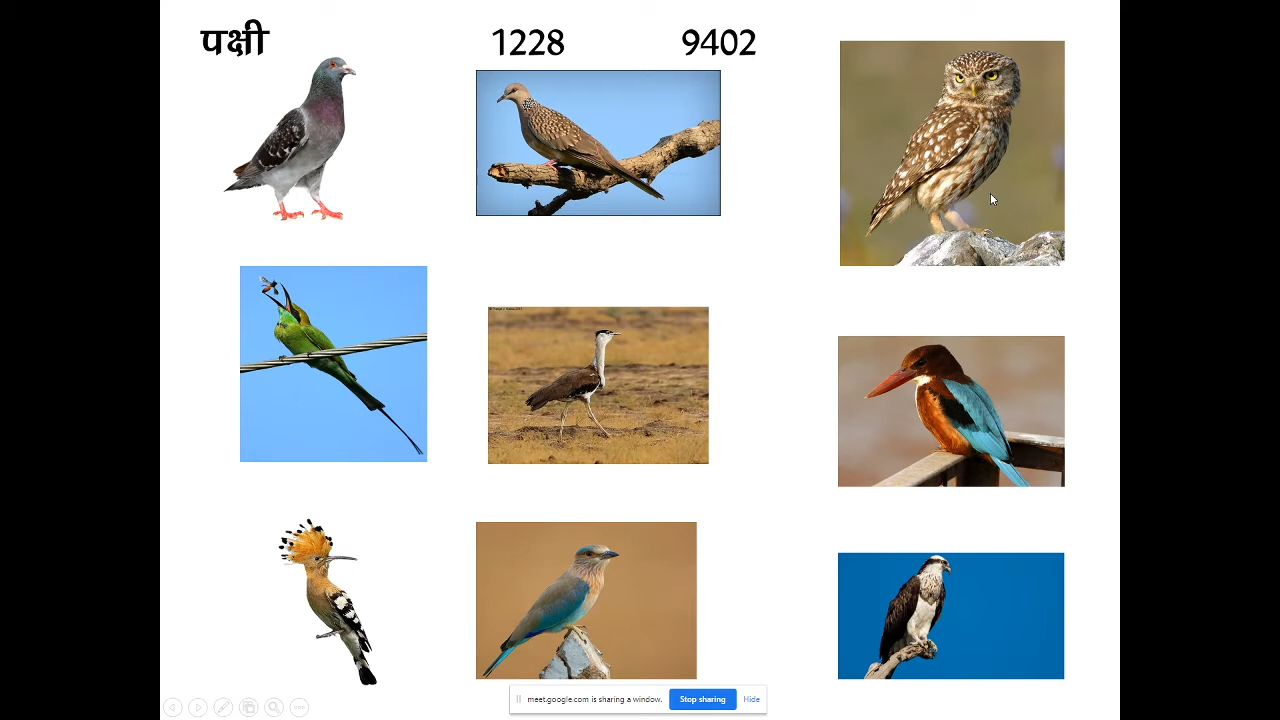 पक्षी 1228 9402
meet.google.com is sharing a window. Stop sharing Hide